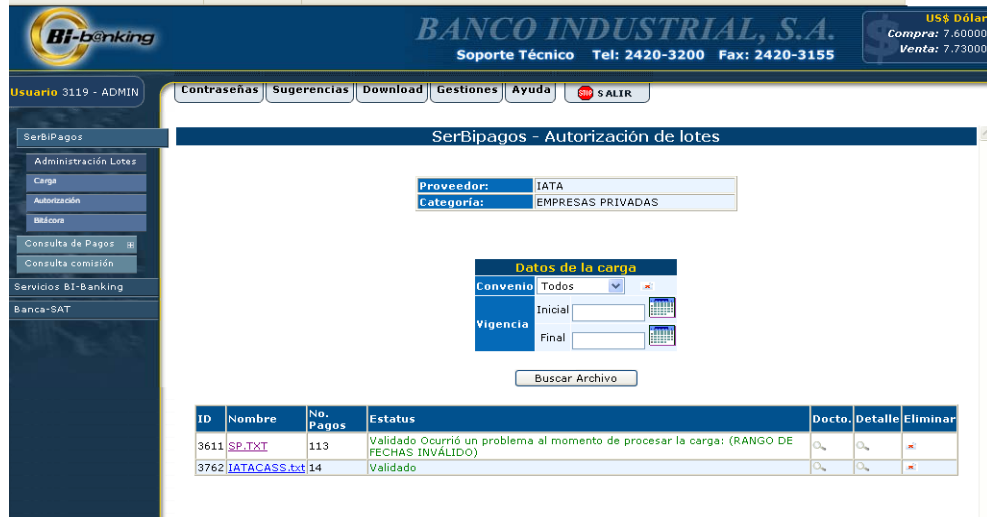 Bi-b@nking
BANCO INDUSTRIAL, S.A.
Soporte Técnico Tel: 2420-3200 Fax: 2420-3155
US$ Dólar
Compra: 7.60000
Venta: 7.73000
Usuario 3119 - ADMIN
Contraseñas Sugerencias Download Gestiones Ayuda STOP SALIR
SerBiPagos
Administración Lotes
Carga
Autorización
Bitácora
Consulta de Pagos
Consulta comisión
Servicios BI-Banking
Banca-SAT
SerBipagos - Autorización de lotes
Proveedor: IATA
Categoría: EMPRESAS PRIVADAS
Datos de la carga
Convenio Todos
Vigencia
Inicial
Final
Buscar Archivo
ID Nombre No. Pagos Estatus Docto. Detalle Eliminar
3611 SP.TXT 113 Validado Ocurrió un problema al momento de procesar la carga: (RANGO DE
FECHAS INVÁLIDO)
3762 IATACASS.txt 14 Validado